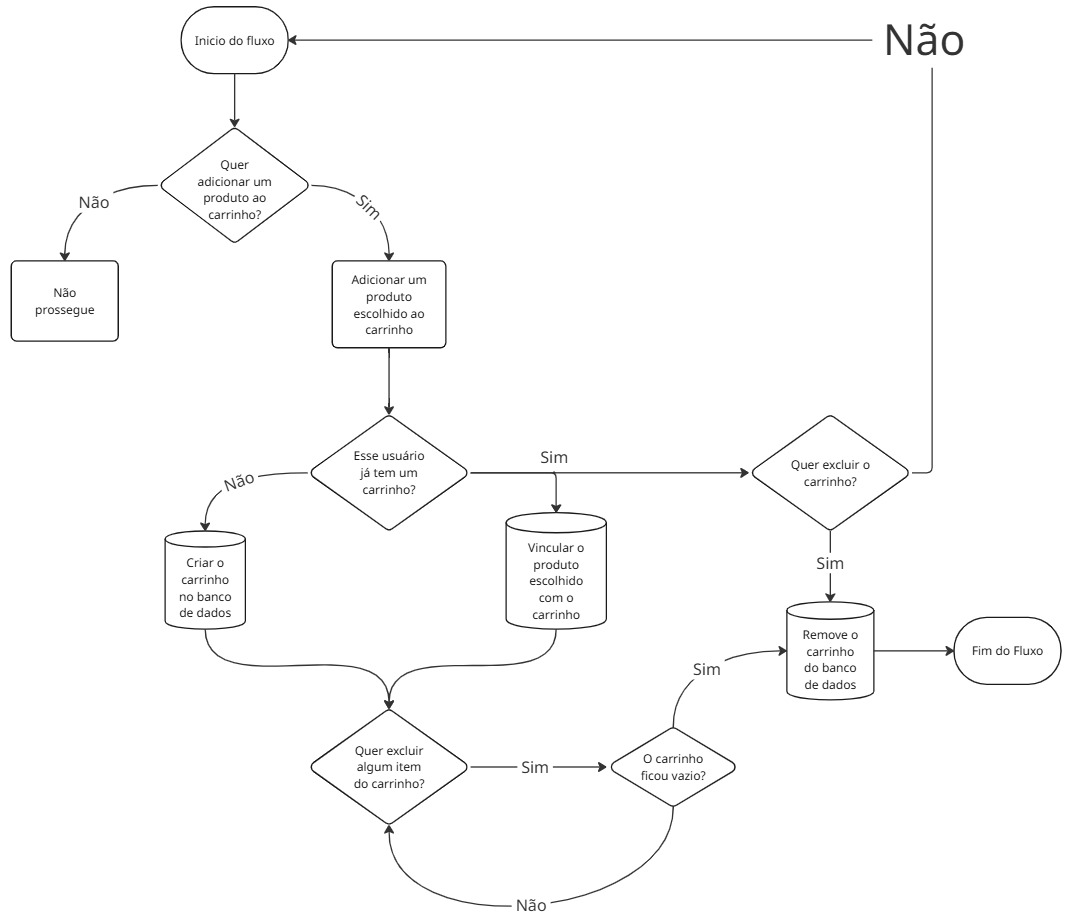 Inicio do fluxo
Não
Quer
adicionar um
produto ao
carrinho?
Não
Sim
Não
prossegue
Adicionar um
produto
escolhido ao
carrinho
Esse usuário
já tem um
carrinho?
Sim
Quer excluir o
carrinho?
Não
Criar o
carrinho
no banco
de dados
Vincular o
produto
escolhido
com o
carrinho
Sim
Remove o
carrinho
do banco
de dados
Fim do Fluxo
Sim
Quer excluir
algum item
do carrinho?
Sim
O carrinho
ficou vazio?
Não